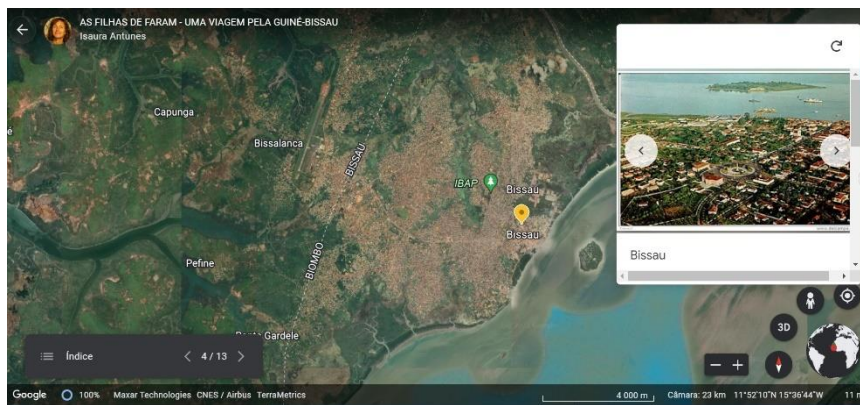 AS FILHAS DE FARAM - UMA VIAGEM PELA GUINÉ-BISSAU
Isaura Antunes
Capunga
Bissalanca
BISSAU
BIOMBO
IBAP
Bissau
Bissau
Pefine
Gardele
Bissau
Índice
4 / 13
3D
Google
100%
Maxar Technologies CNES / Airbus TerraMetrics
4 000 m
Câmara: 23 km 11°52'10"N 15°36'44"W
11